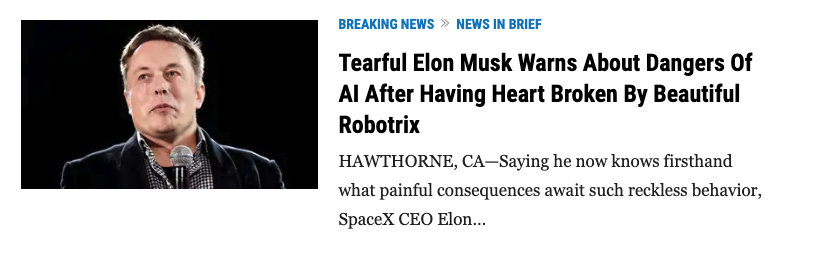 BREAKING NEWS » NEWS IN BRIEF
Tearful Elon Musk Warns About Dangers Of
AI After Having Heart Broken By Beautiful
Robotrix
HAWTHORNE, CA—Saying he now knows firsthand
what painful consequences await such reckless behavior,
SpaceX CEO Elon...